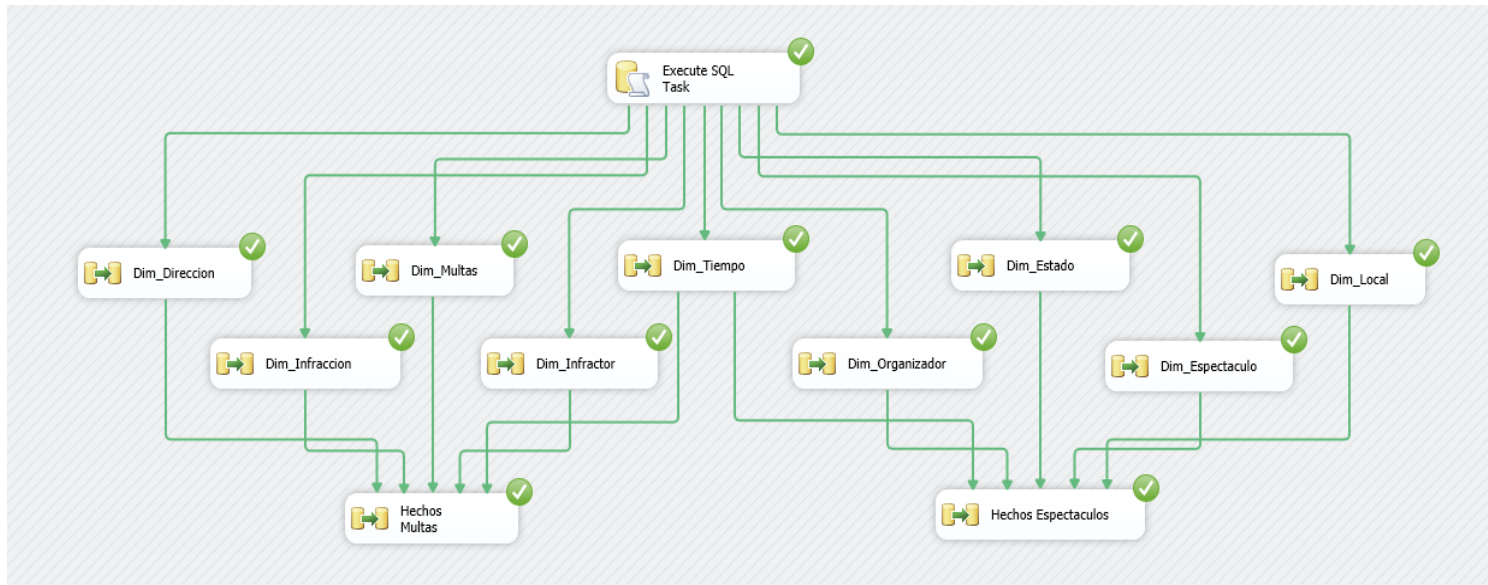 Execute SQL
Task
Dim_Direccion
Dim_Multas
Dim_Tiempo
Dim_Estado
Dim_Local
Dim_Infraccion
Dim_Infractor
Dim_Organizador
Dim_Espectaculo
Hechos
Multas
Hechos Espectaculos